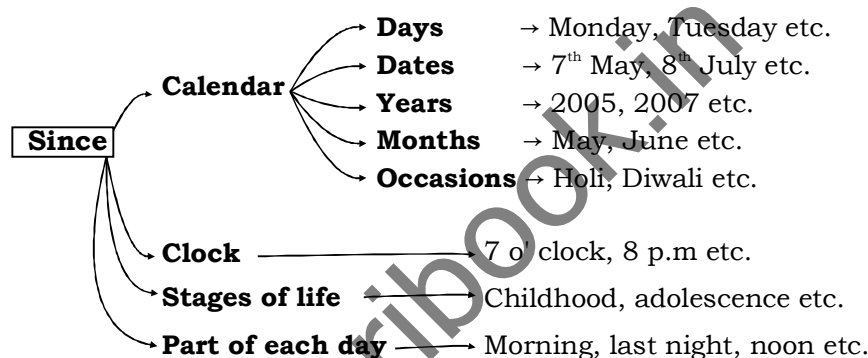 Days → Monday, Tuesday etc.
Dates → 7th May, 8th July etc.
Calendar
Years → 2005, 2007 etc.
Since
Months → May, June etc.
Occasions → Holi, Diwali etc.
Clock 7 o' clock, 8 p.m etc.
Stages of life Childhood, adolescence etc.
Part of each day Morning, last night, noon etc.
ribook.in